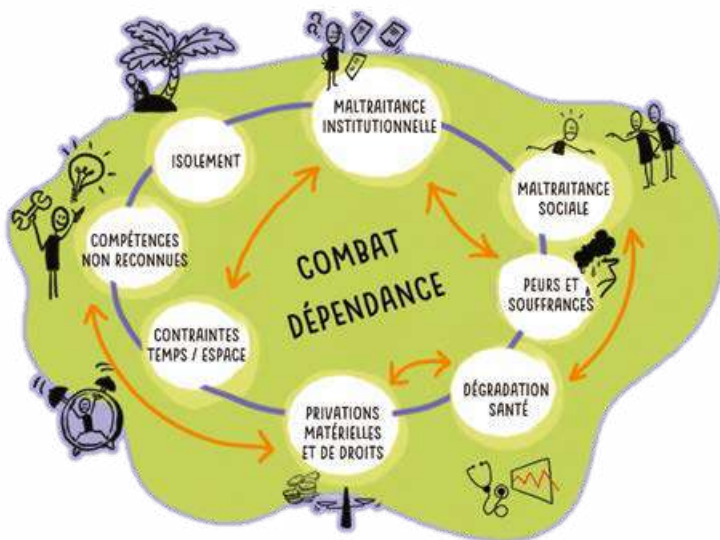 MALTRAITANCE
INSTITUTIONNELLE
ISOLEMENT
MALTRAITANCE
SOCIALE
COMPÉTENCES
NON RECONNUES
COMBAT
DÉPENDANCE
PEURS ET
SOUFFRANCES
CONTRAINTES
TEMPS / ESPACE
DÉGRADATION
SANTÉ
PRIVATIONS
MATÉRIELLES
ET DE DROITS